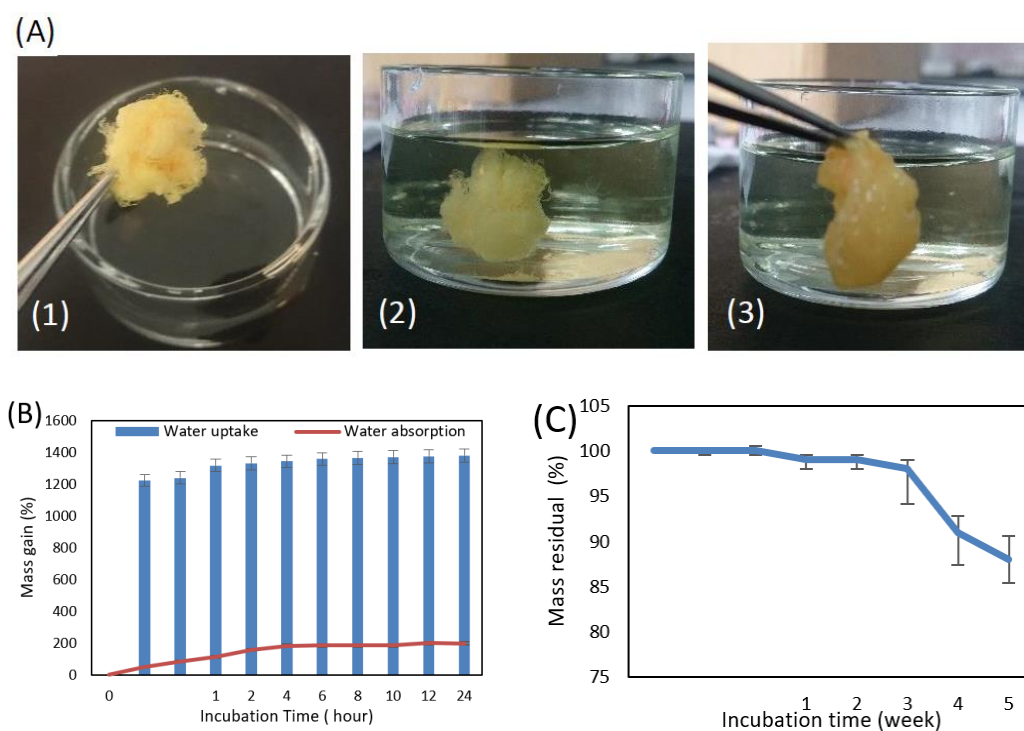 (A)
(1)
(2)
(3)
(B)
1600
1400
1200
1000
800
600
400
200
0
Mass gain (%)
Water uptake
Water absorption
0 1 2 4 6 8 10 12 24
Incubation Time ( hour)
(C)
105
100
95
90
85
80
75
Mass residual (%)
1 2 3 4 5
Incubation time (week)